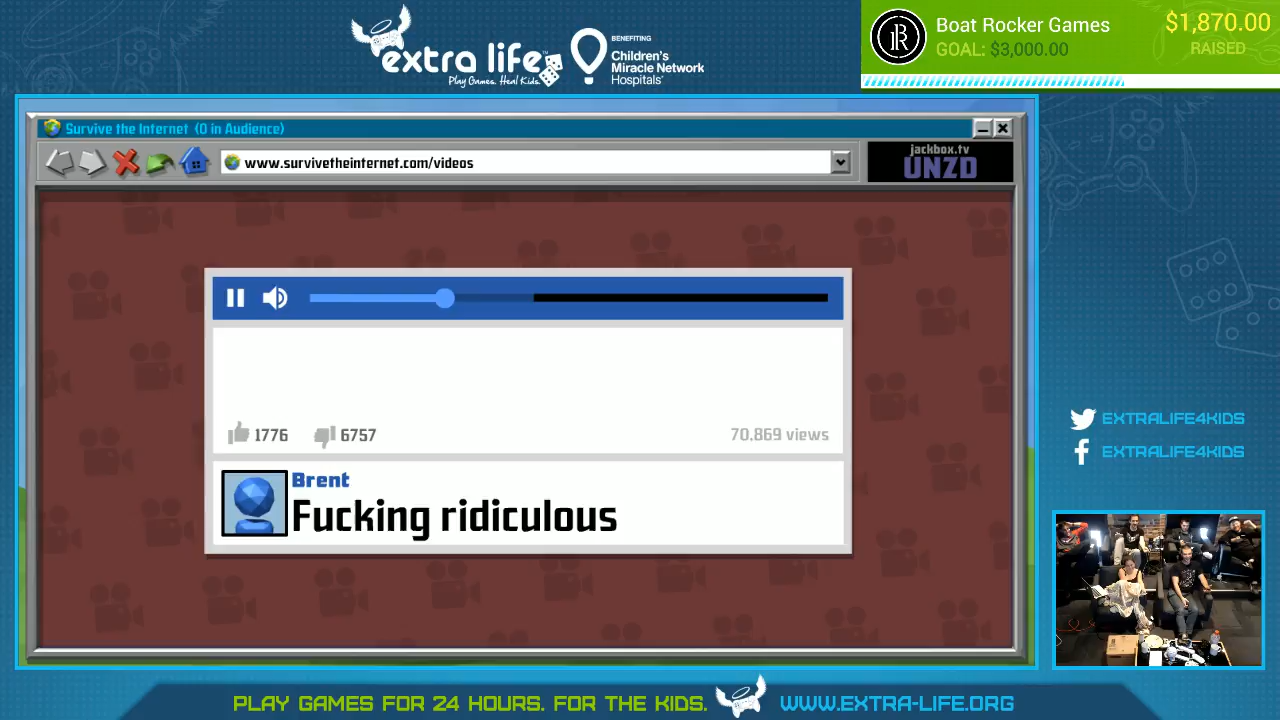 extra life
Play Games. Heal Kids.
BENEFITING
Children's
Miracle Network
Hospitals
Boat Rocker Games
GOAL: $3,000.00
$1,870.00
RAISED
Survive the Internet (0 in Audience)
www.survivetheinternet.com/videos
jackbox.tv
UNZD
1776
6757
70,869 views
Brent
Fucking ridiculous
EXTRALIFE4KIDS
EXTRALIFE4KIDS
PLAY GAMES FOR 24 HOURS. FOR THE KIDS.
WWW.EXTRA-LIFE.ORG